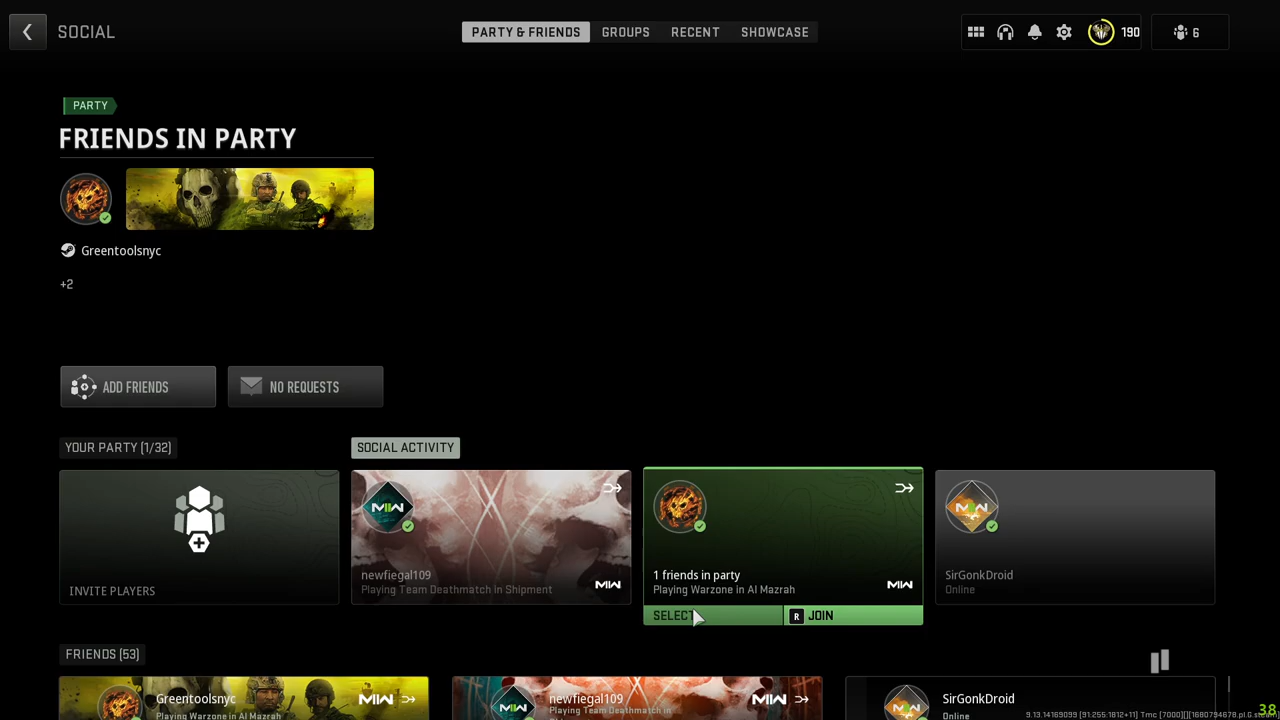 SOCIAL
PARTY & FRIENDS
GROUPS
RECENT
SHOWCASE
190
6
PARTY
FRIENDS IN PARTY
Greentoolsnyc
+2
ADD FRIENDS
NO REQUESTS
YOUR PARTY (1/32)
SOCIAL ACTIVITY
INVITE PLAYERS
MW
newfiegal109
Playing Team Deathmatch in Shipment
MW
1 friends in party
Playing Warzone in Al Mazrah
MW
SELECT
R JOIN
MW
SirGonkDroid
Online
FRIENDS (53)
Greentoolsnyc
Playing Warzone in Al Mazrah
MW
newfiegal109
Playing Team Deathmatch in
MW
SirGonkDroid
Online
38